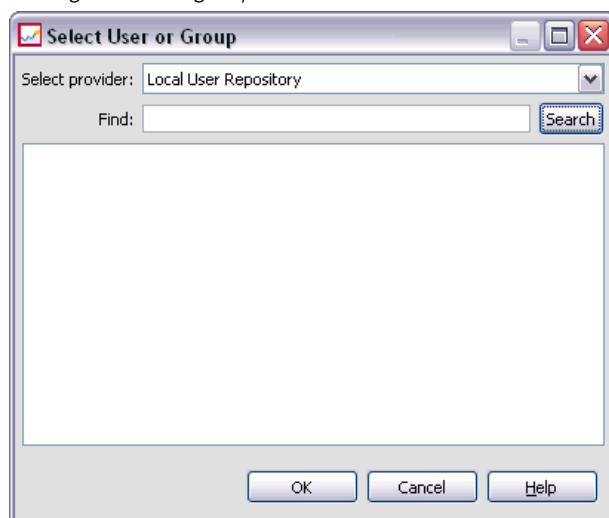 Select User or Group
Select provider: Local User Repository
Find: Search
OK Cancel Help